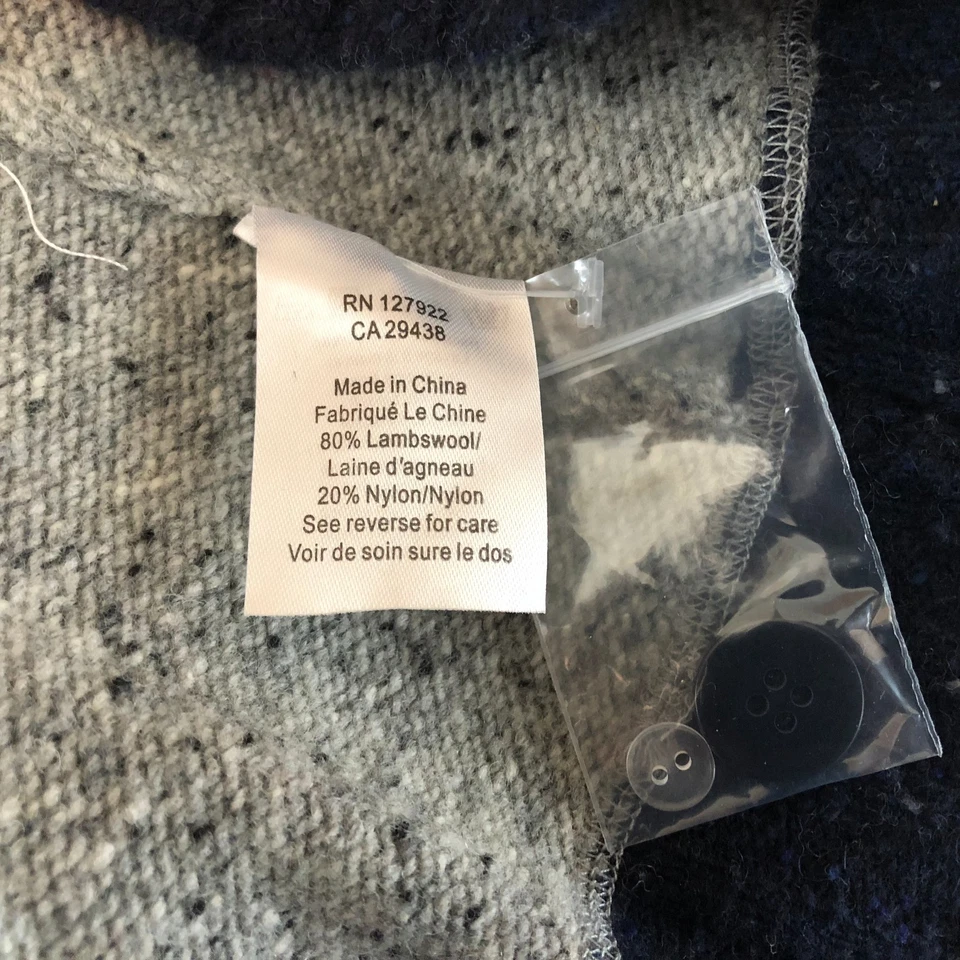 RN 127922
CA 29438
Made in China
Fabriqué Le Chine
80% Lambswool/
Laine d'agneau
20% Nylon/Nylon
See reverse for care
Voir de soin sure le dos